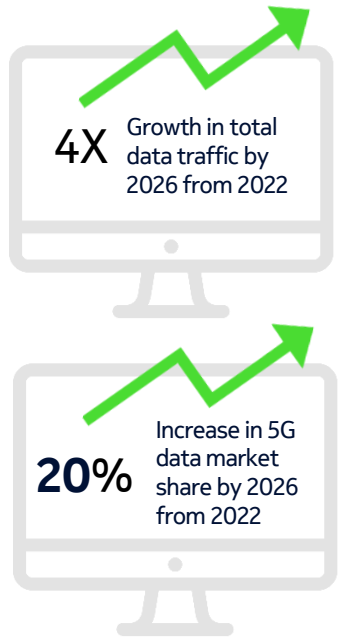 4X
Growth in total
data traffic by
2026 from 2022
20%
Increase in 5G
data market
share by 2026
from 2022